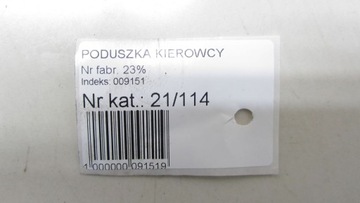 PODUSZKA KIEROWCY
Nr fabr. 23%
Indeks: 009151
Nr kat.: 21/114
1 000000 091519